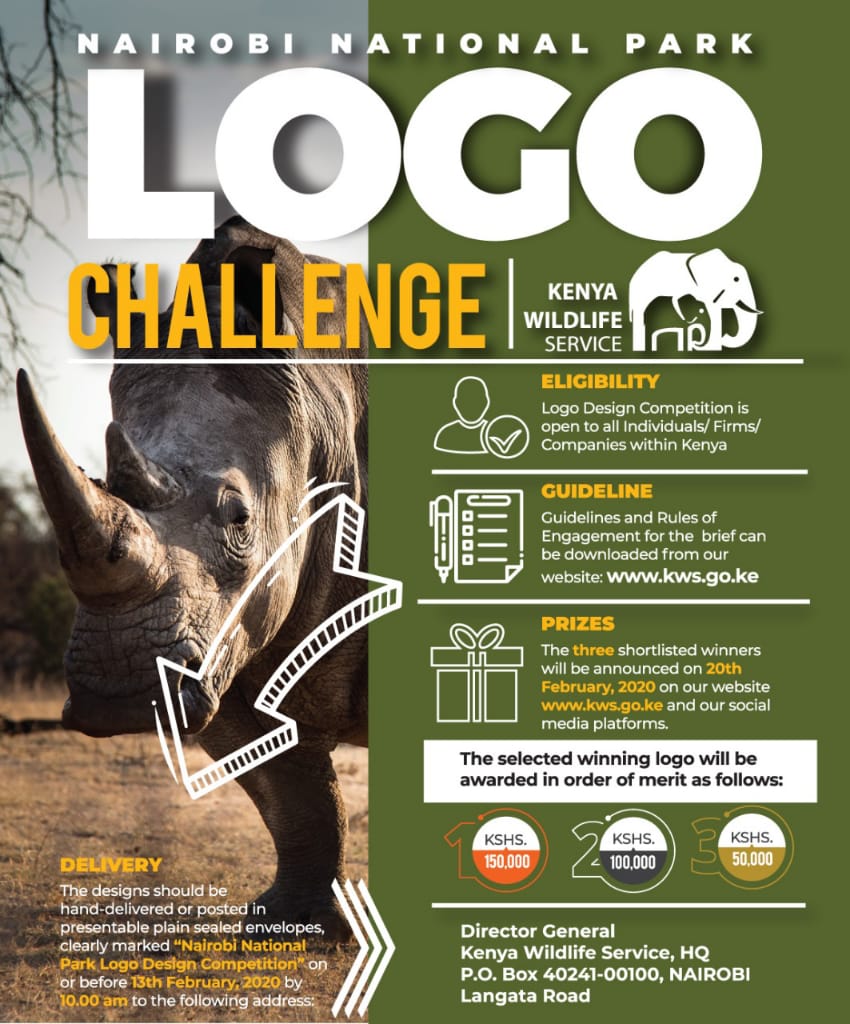 NAIROBI NATIONAL PARK
LOGO
CHALLENGE
KENYA
WILDLIFE
SERVICE
ELIGIBILITY
Logo Design Competition is
open to all Individuals/ Firms/
Companies within Kenya
GUIDELINE
Guidelines and Rules of
Engagement for the brief can
be downloaded from our
website: www.kws.go.ke
PRIZES
The three shortlisted winners
will be announced on 20th
February, 2020 on our website
www.kws.go.ke and our social
media platforms.
The selected winning logo will be
awarded in order of merit as follows:
1 KSHS.
150,000
2 KSHS.
100,000
3 KSHS.
50,000
DELIVERY
The designs should be
hand-delivered or posted in
presentable plain sealed envelopes,
clearly marked “Nairobi National
Park Logo Design Competition” on
or before 13th February, 2020 by
10.00 am to the following address:
Director General
Kenya Wildlife Service, HQ
P.O. Box 40241-00100, NAIROBI
Langata Road